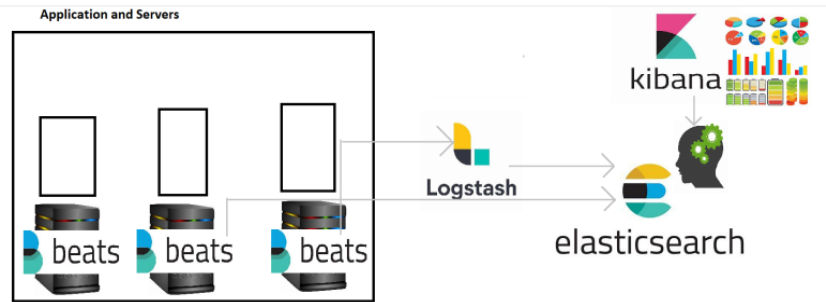 Application and Servers
kibana
Logstash
elasticsearch
beats
beats
beats